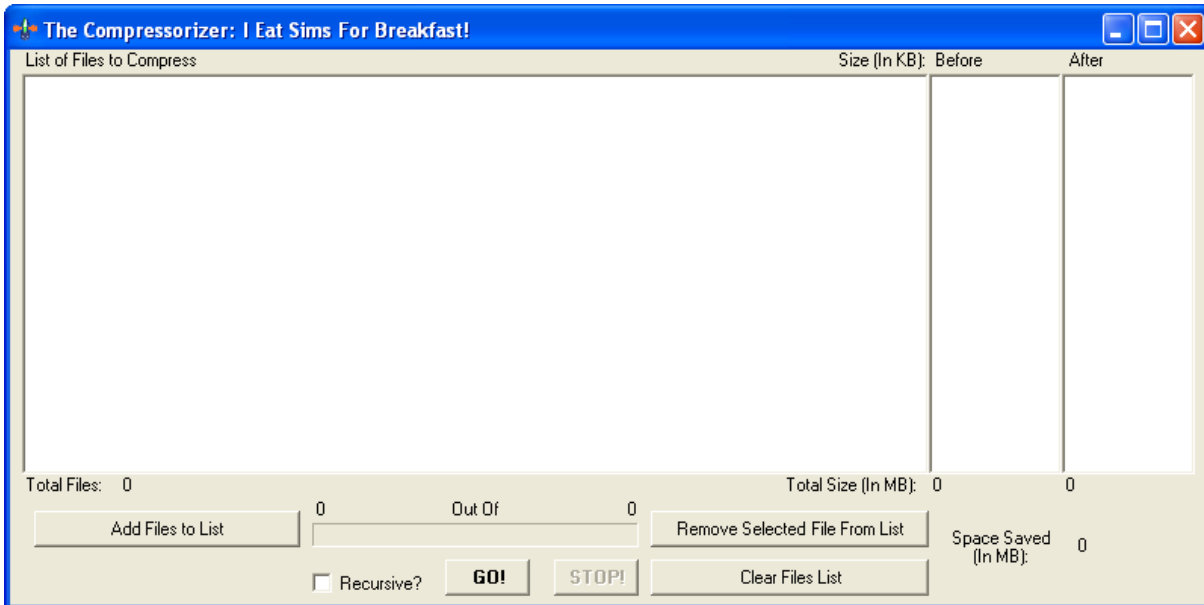 The Compressorizer: I Eat Sims For Breakfast!
List of Files to Compress Size (In KB): Before After
Total Files: 0 Total Size (In MB): 0 0
0 Out Of 0
Add Files to List Remove Selected File From List
Space Saved
(In MB): 0
Recursive? GO! STOP! Clear Files List